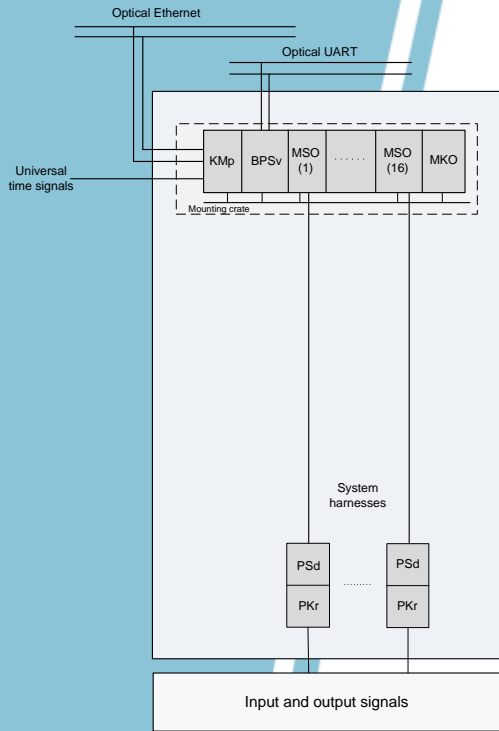 Optical Ethernet
Optical UART
Universal
time signals
KMp
BPSv
MSO
(1)
. . . . . .
MSO
(16)
MKO
Mounting crate
System
harnesses
PSd
PKr
.........
PSd
PKr
Input and output signals